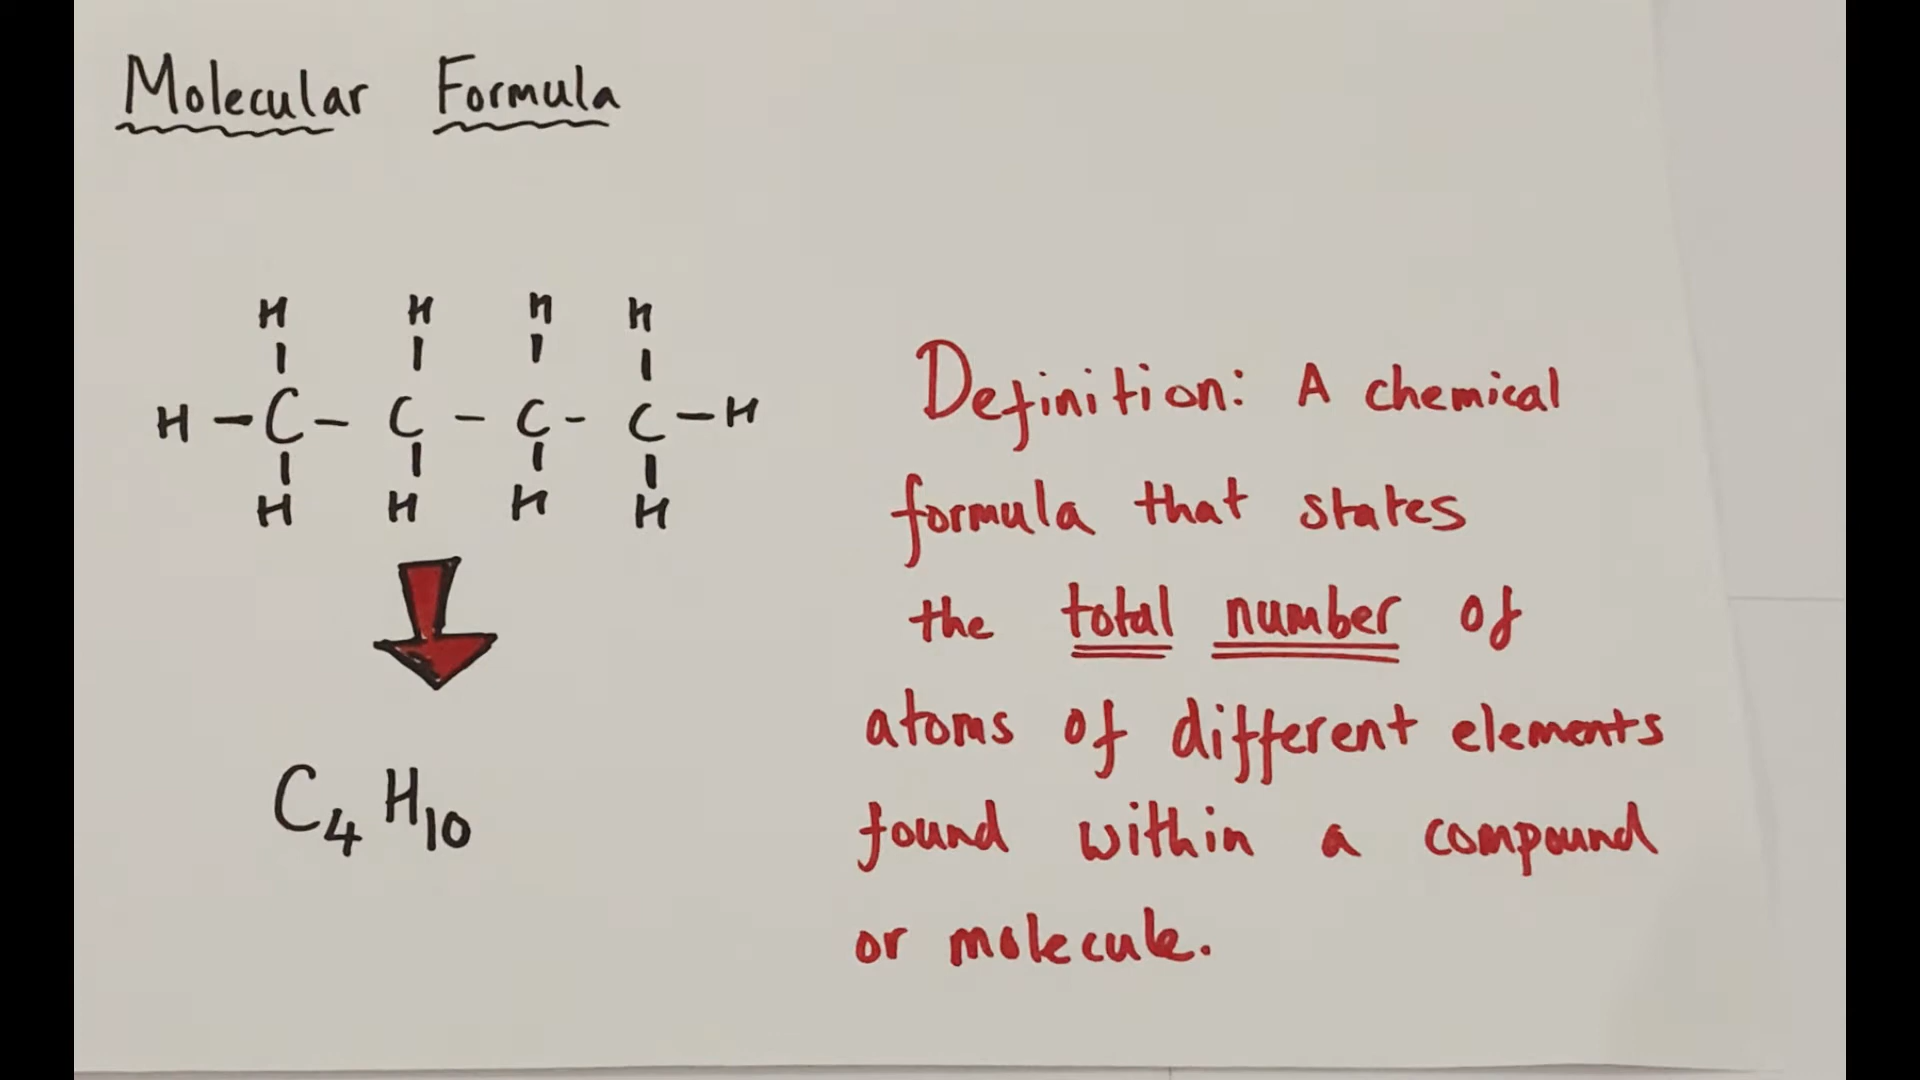 Molecular Formula
H H H H
H - C - C - C - C - H
H H H H
C₄H₁₀
Definition: A chemical
formula that states
the total number of
atoms of different elements
found within a compound
or molecule.